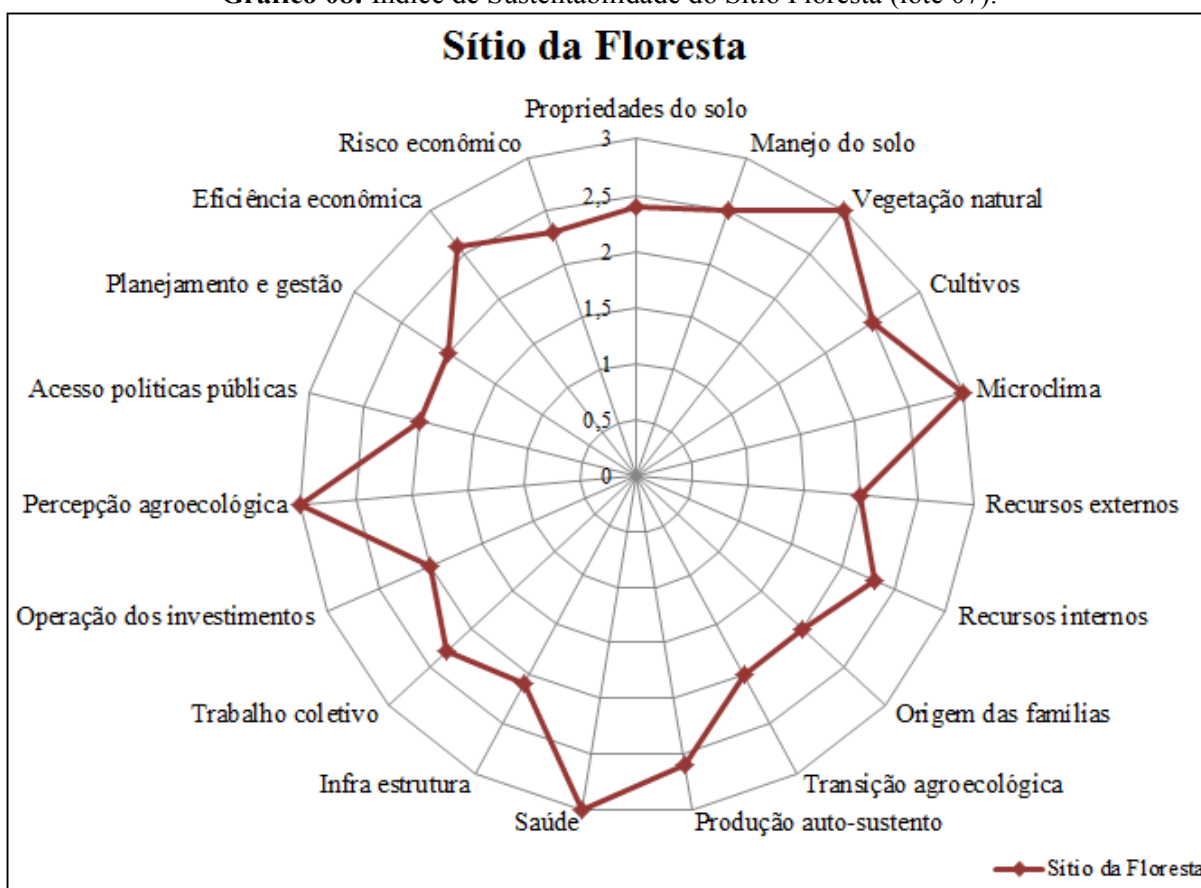 Gráfico 08: Índice de Sustentabilidade do Sítio Floresta (lote 07).
Sítio da Floresta
Propriedades do solo
Manejo do solo
Vegetação natural
Cultivos
Microclima
Recursos externos
Recursos internos
Origem das famílias
Transição agroecológica
Produção auto-sustento
Saúde
Infra estrutura
Trabalho coletivo
Operação dos investimentos
Percepção agroecológica
Acesso políticas públicas
Planejamento e gestão
Eficiência econômica
Risco econômico
3
2,5
2
1,5
1
0,5
0
Sítio da Floresta